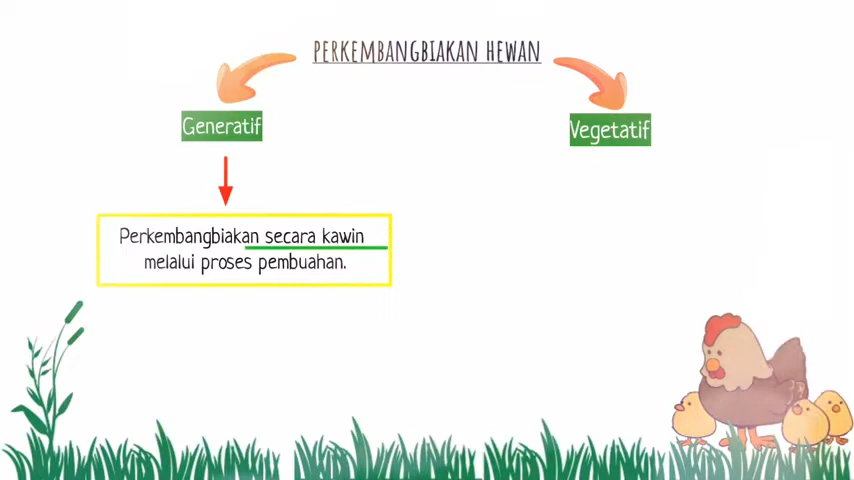 PERKEMBANGBIAKAN HEWAN
Generatif
Vegetatif
Perkembangbiakan secara kawin
melalui proses pembuahan.